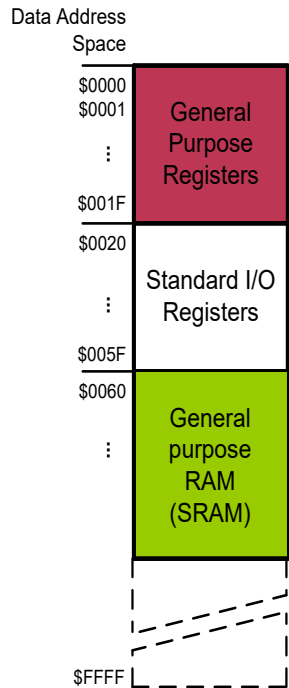 Data Address
Space
$0000
$0001
⋮
$001F
General
Purpose
Registers
$0020
⋮
$005F
Standard I/O
Registers
$0060
⋮
General
purpose
RAM
(SRAM)
$FFFF